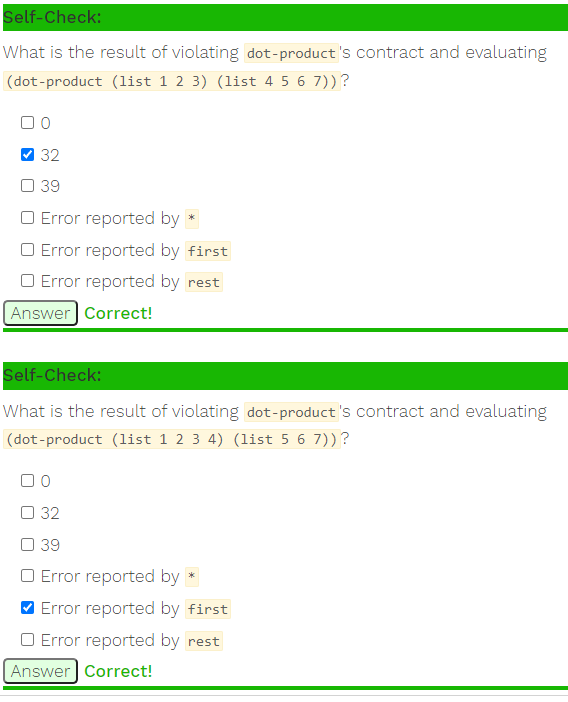 Self-Check:
What is the result of violating dot-product's contract and evaluating
(dot-product (list 1 2 3) (list 4 5 6 7))?
0
32
39
Error reported by *
Error reported by first
Error reported by rest
Answer Correct!
Self-Check:
What is the result of violating dot-product's contract and evaluating
(dot-product (list 1 2 3 4) (list 5 6 7))?
0
32
39
Error reported by *
Error reported by first
Error reported by rest
Answer Correct!